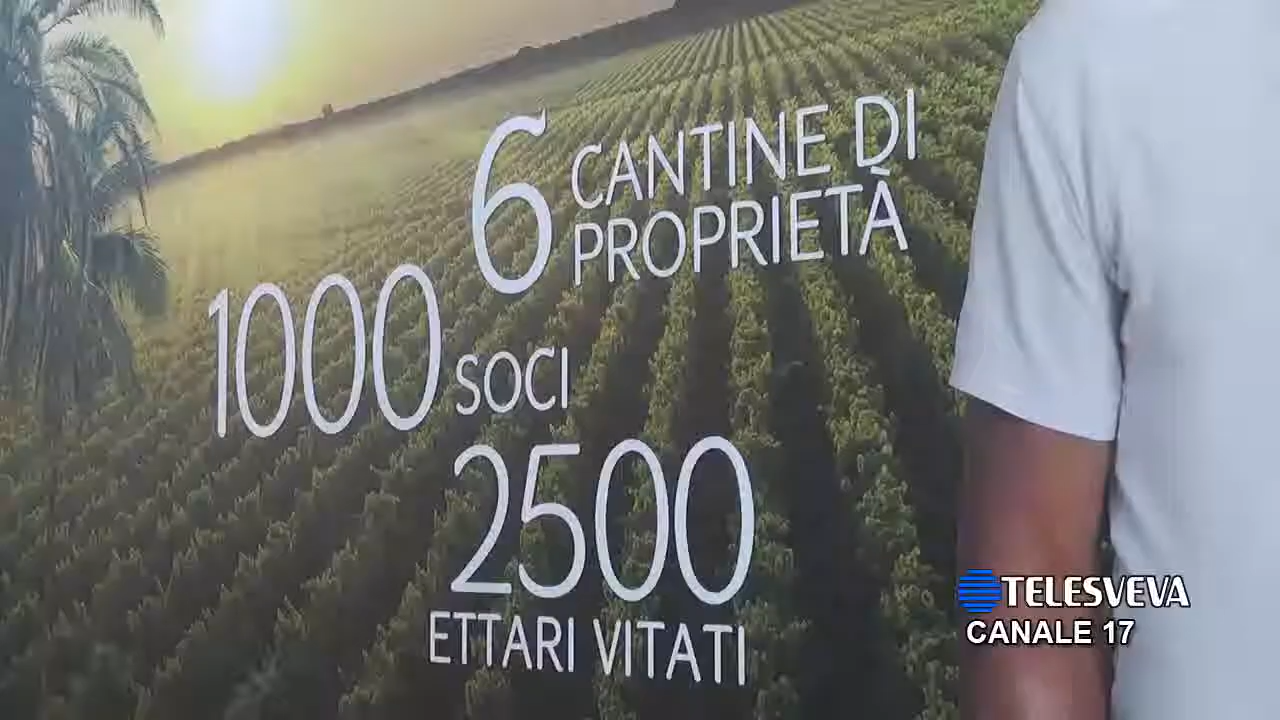 6 CANTINE DI
PROPRIETÀ
1000 SOCI
2500
ETTARI VITATI
TELESVEVA
CANALE 17